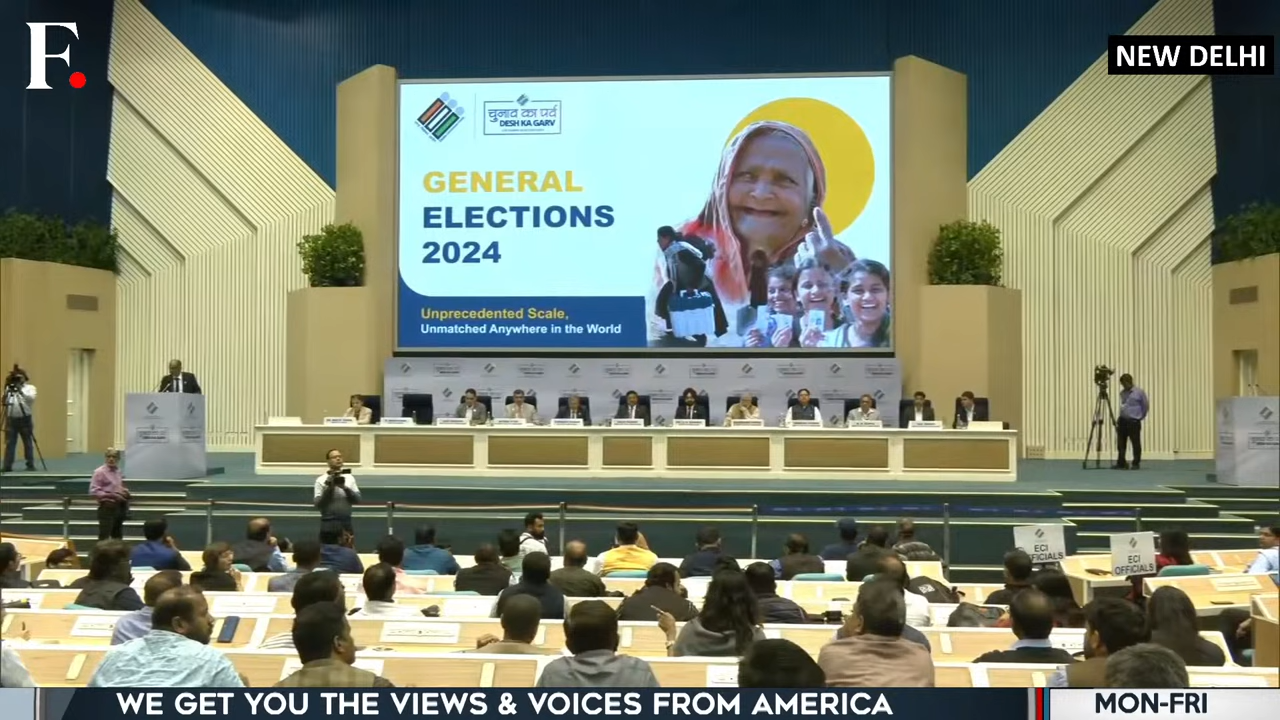 F.
NEW DELHI
चुनाव का पर्व
DESH KA GARV
GENERAL
ELECTIONS
2024
Unprecedented Scale,
Unmatched Anywhere in the World
ECI
OFFICIALS
ECI
OFFICIALS
WE GET YOU THE VIEWS & VOICES FROM AMERICA
MON-FRI